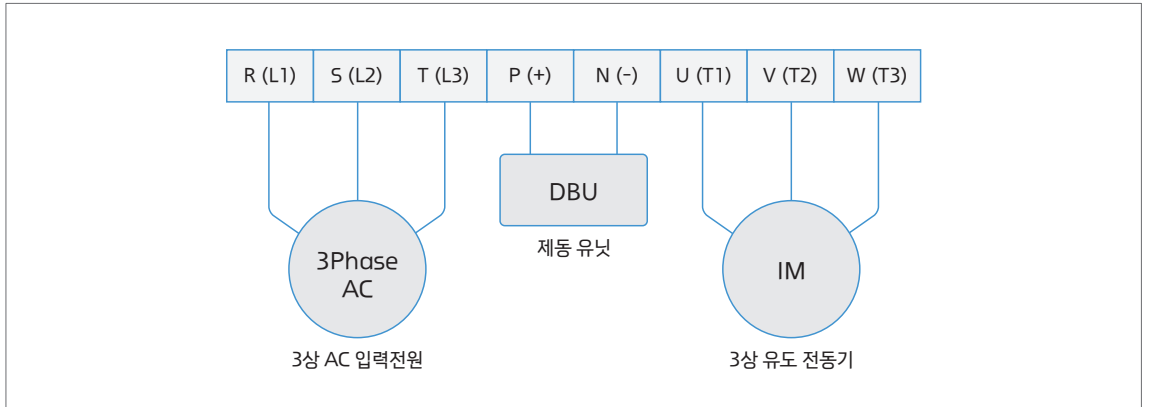 R (L1) S (L2) T (L3) P (+) N (-) U (T1) V (T2) W (T3)
DBU
제동 유닛
3Phase
AC
IM
3상 AC 입력전원
3상 유도 전동기